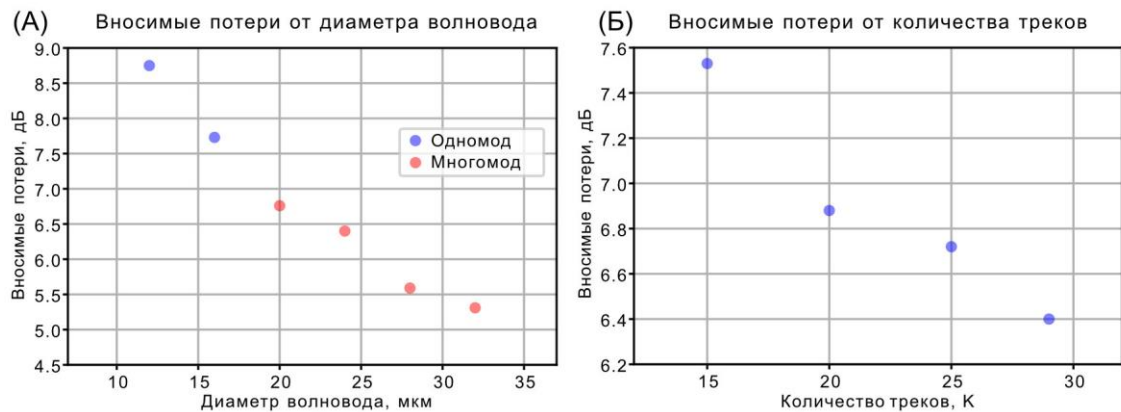 (А) Вносимые потери от диаметра волновода
9.0
8.5
8.0
7.5
7.0
6.5
6.0
5.5
5.0
4.5
Вносимые потери, дБ
Одномод
Многомод
10 15 20 25 30 35
Диаметр волновода, мкм
(Б) Вносимые потери от количества треков
7.6
7.4
7.2
7.0
6.8
6.6
6.4
6.2
Вносимые потери, дБ
15 20 25 30
Количество треков, К